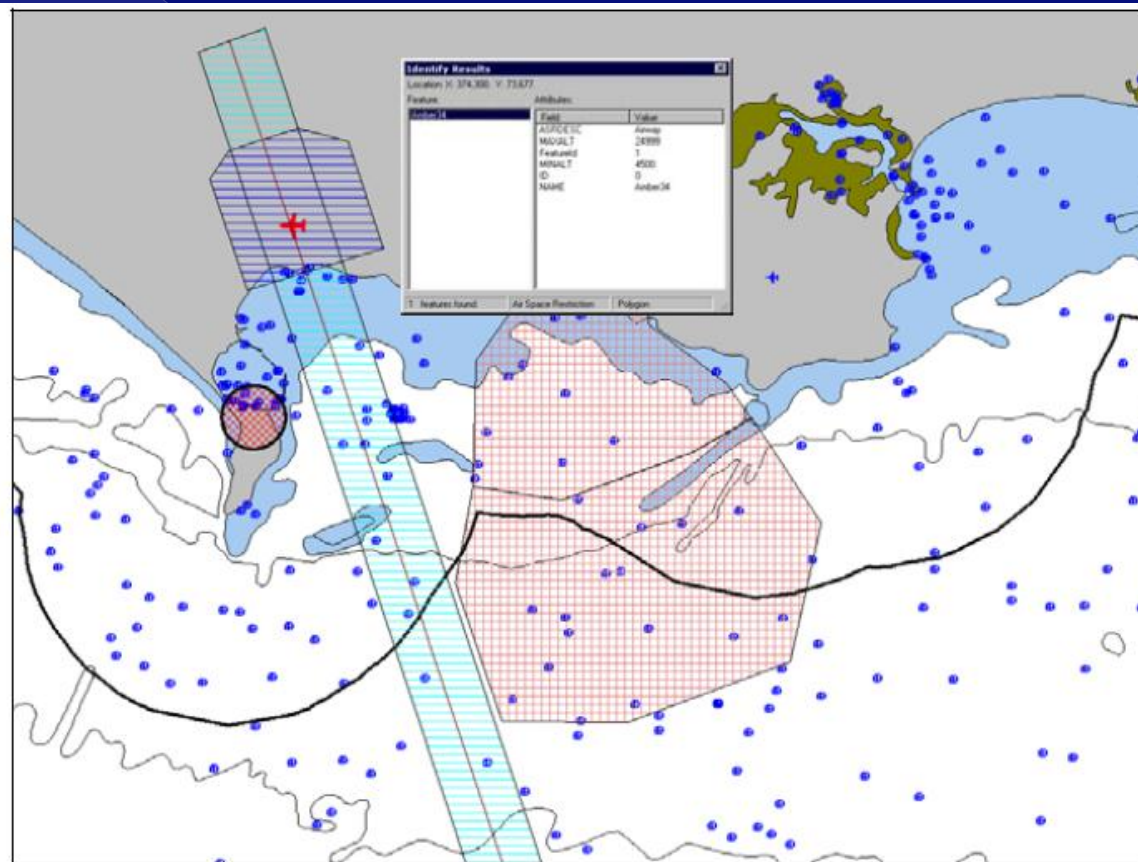 Identify Results
Location X: 374,300. Y: 73,677
Feature: Attributes:
Amber34
Field Value
ASRDESC Airway
MAXALT 24999
FeatureId 1
MINALT 4500
ID 0
NAME Amber34
1 features found Air Space Restriction Polygon